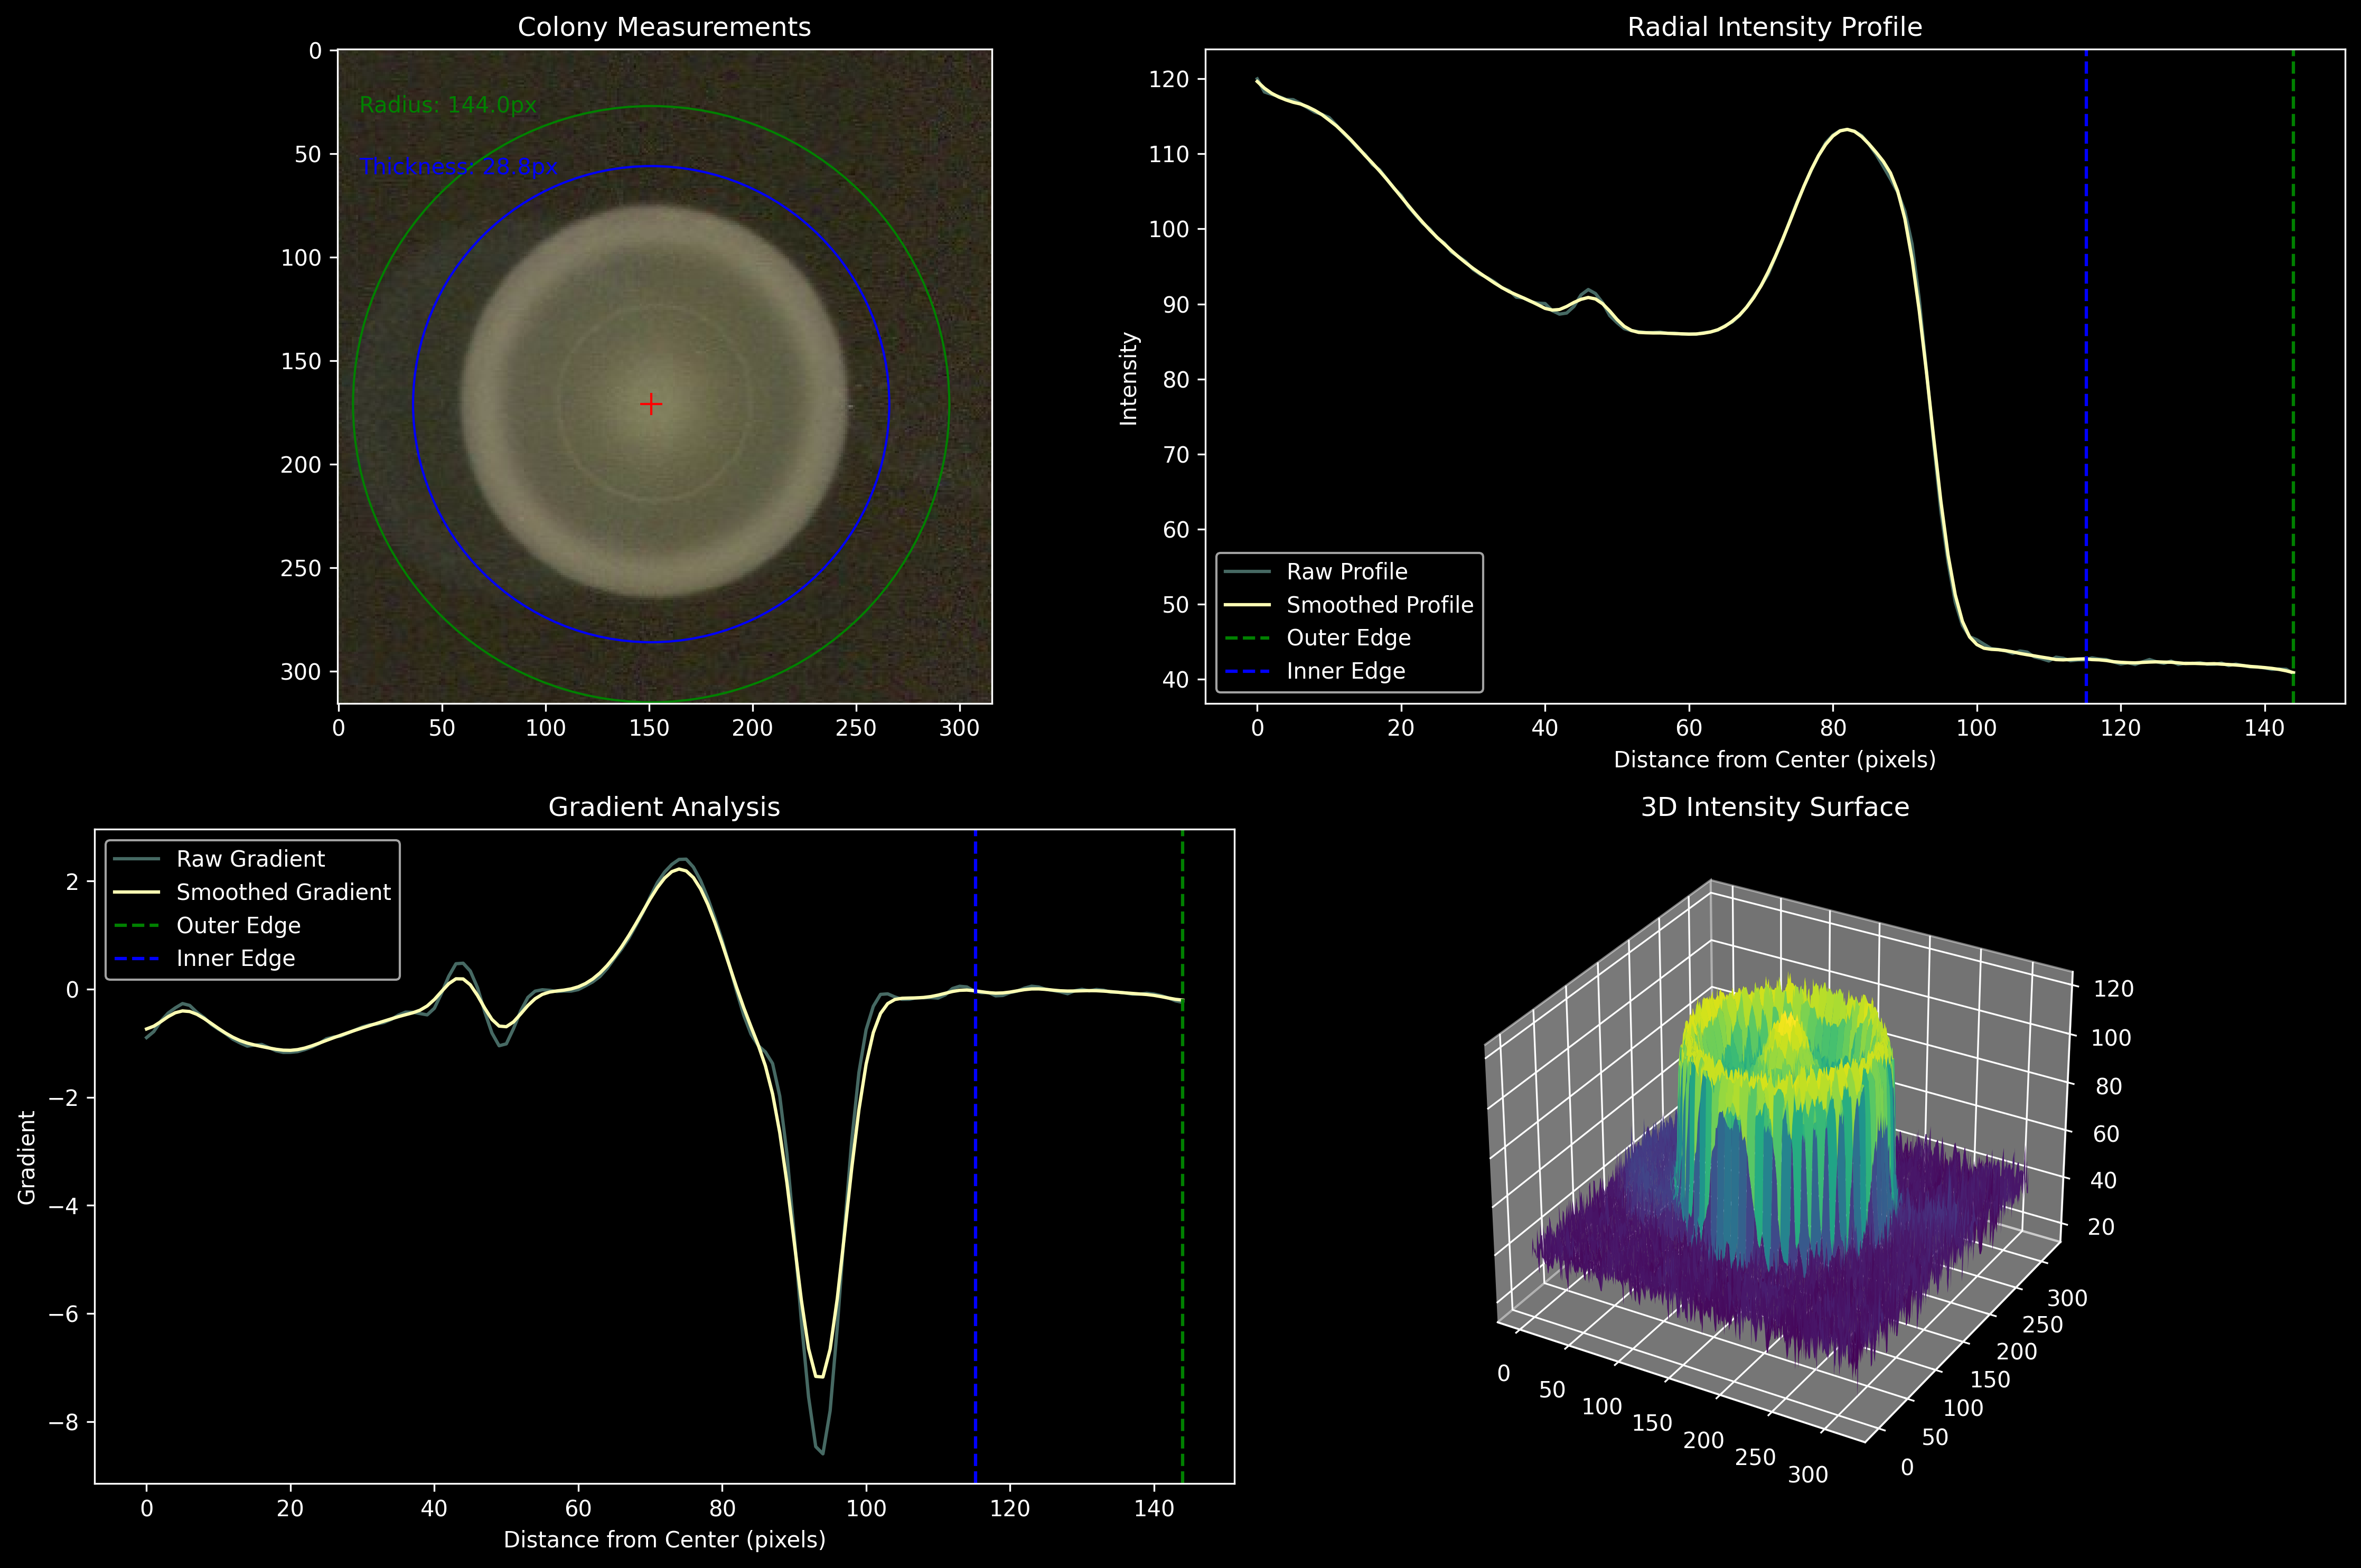 Colony Measurements
0
50
100
150
200
250
300
Radius: 144.0px
Thickness: 28.8px
0 50 100 150 200 250 300
Radial Intensity Profile
Intensity
120
110
100
90
80
70
60
50
40
Raw Profile
Smoothed Profile
Outer Edge
Inner Edge
0 20 40 60 80 100 120 140
Distance from Center (pixels)
Gradient Analysis
Gradient
2
0
−2
−4
−6
−8
Raw Gradient
Smoothed Gradient
Outer Edge
Inner Edge
0 20 40 60 80 100 120 140
Distance from Center (pixels)
3D Intensity Surface
120
100
80
60
40
20
0 50 100 150 200 250 300
300
250
200
150
100
50
0